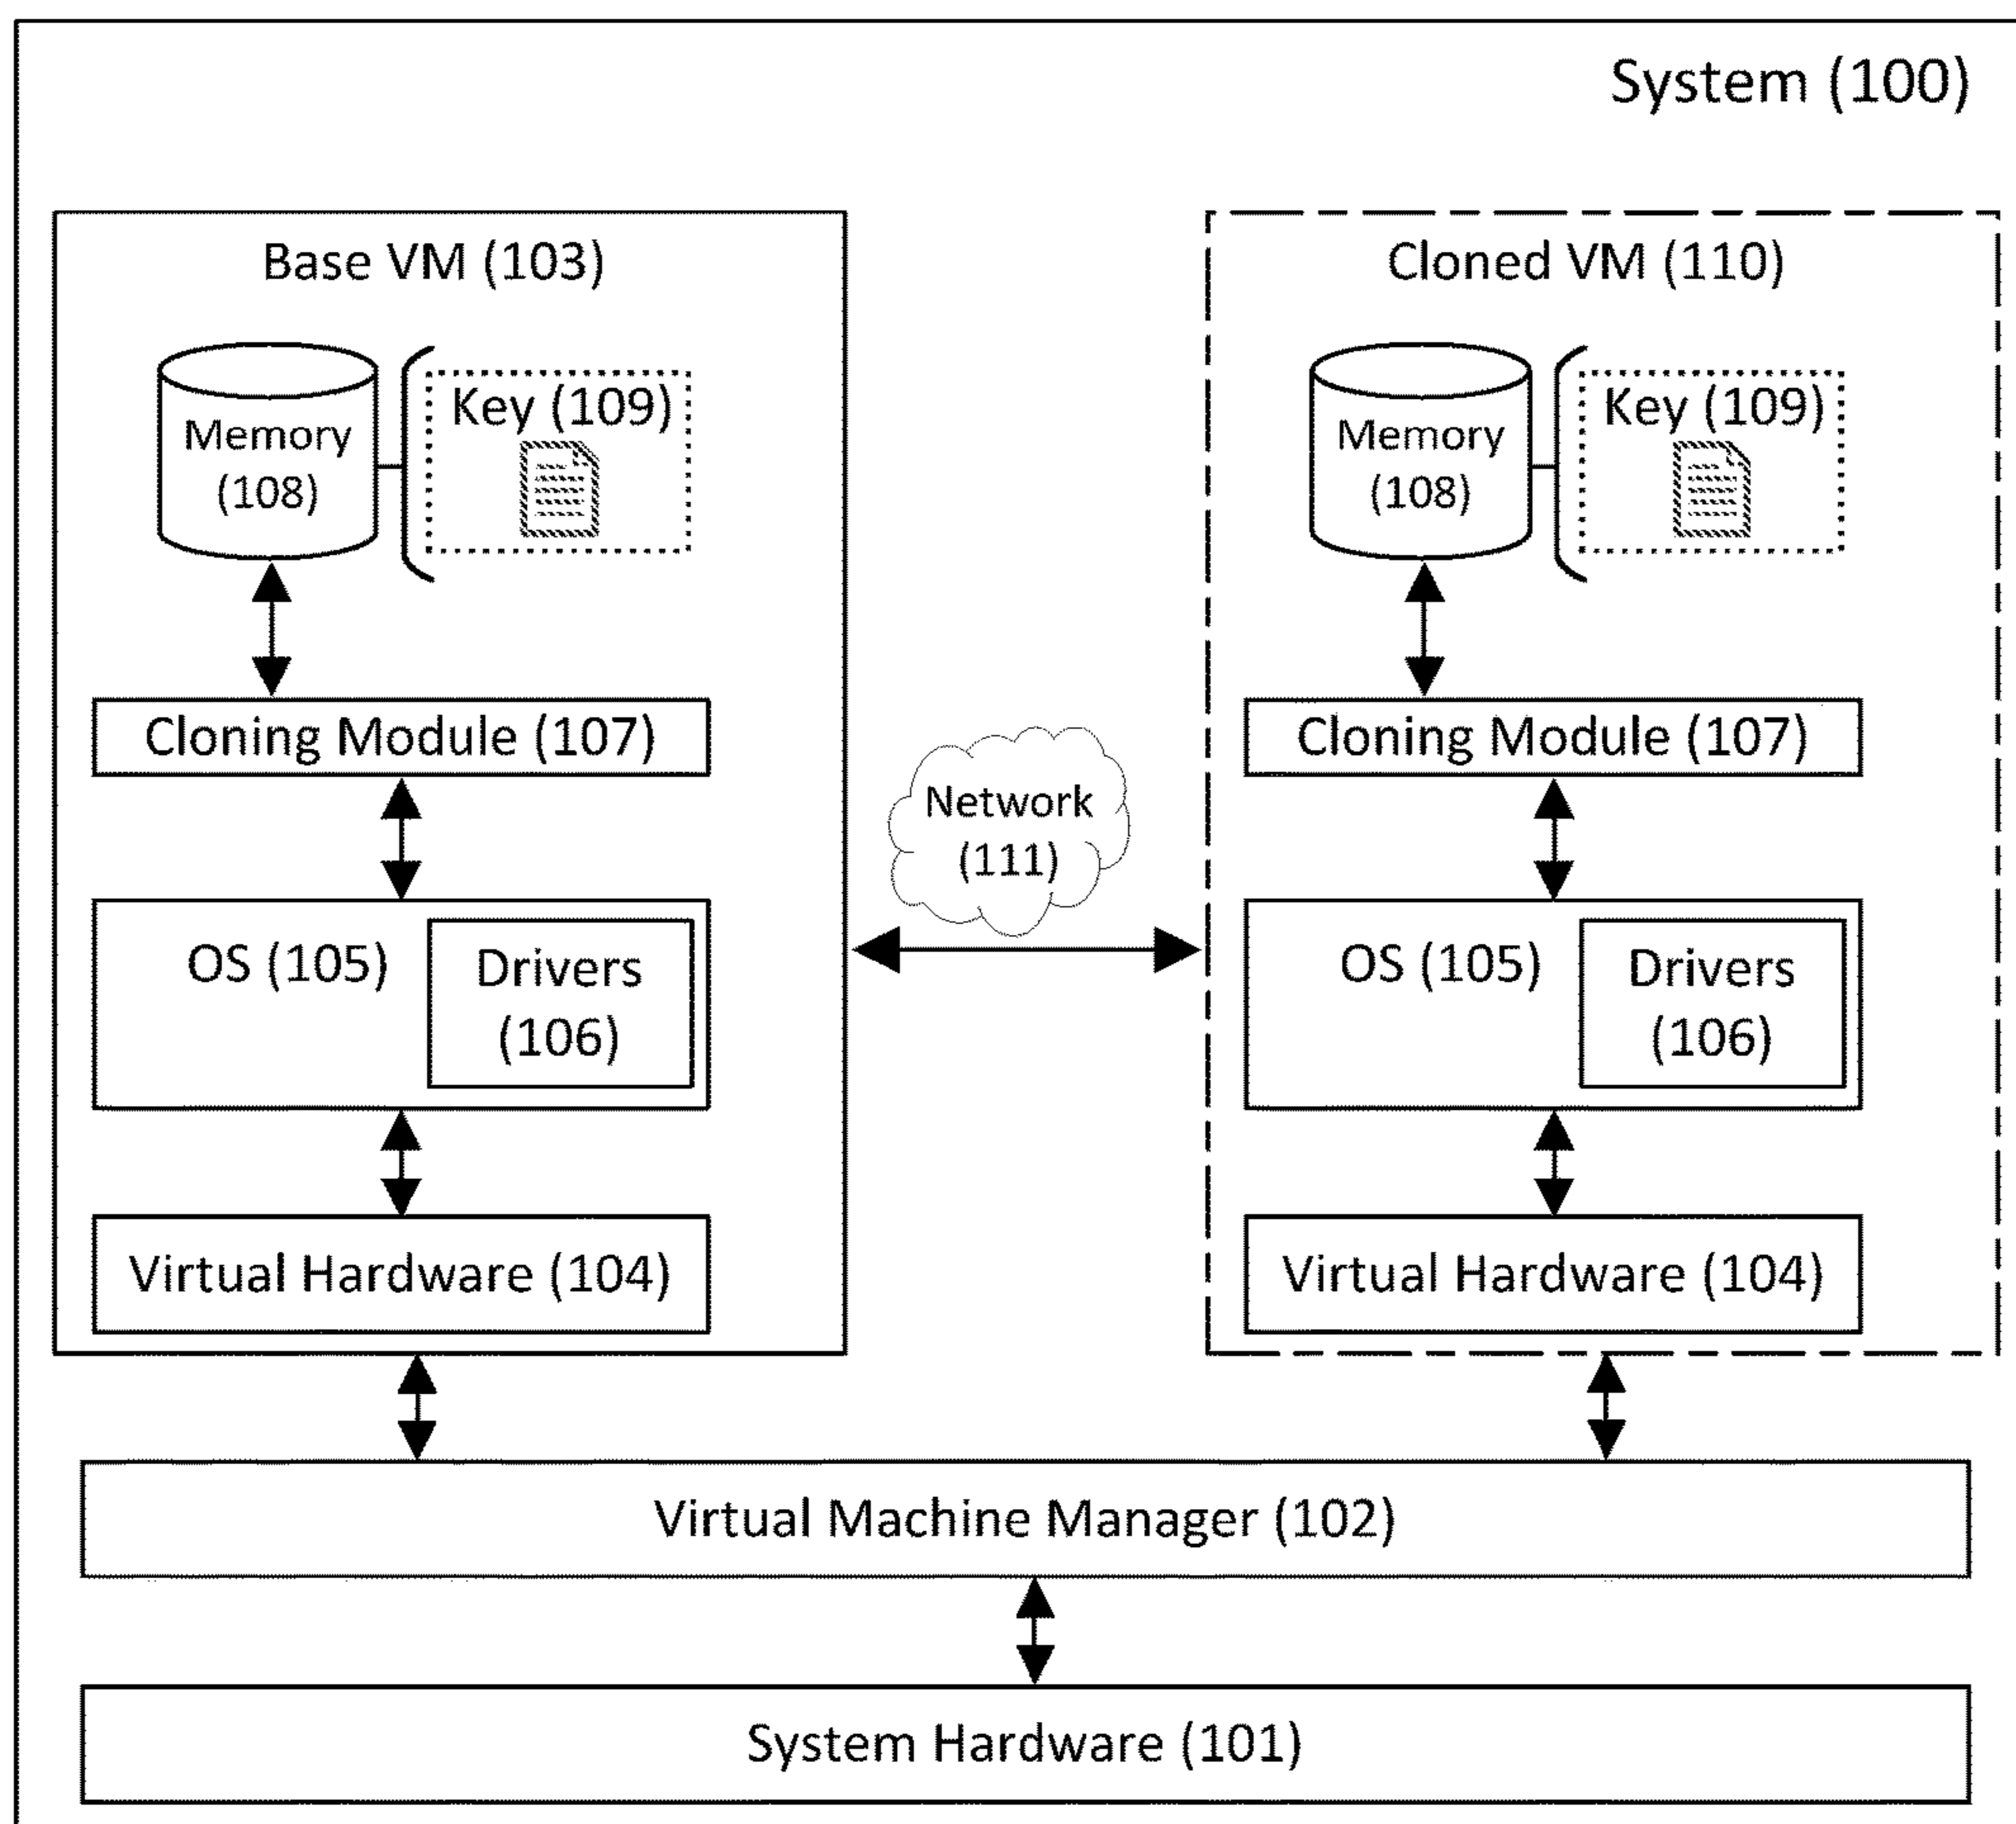 System (100)
Base VM (103)
Memory
(108)
Key (109)
Cloning Module (107)
OS (105)
Drivers
(106)
Virtual Hardware (104)
Network
(111)
Cloned VM (110)
Memory
(108)
Key (109)
Cloning Module (107)
OS (105)
Drivers
(106)
Virtual Hardware (104)
Virtual Machine Manager (102)
System Hardware (101)